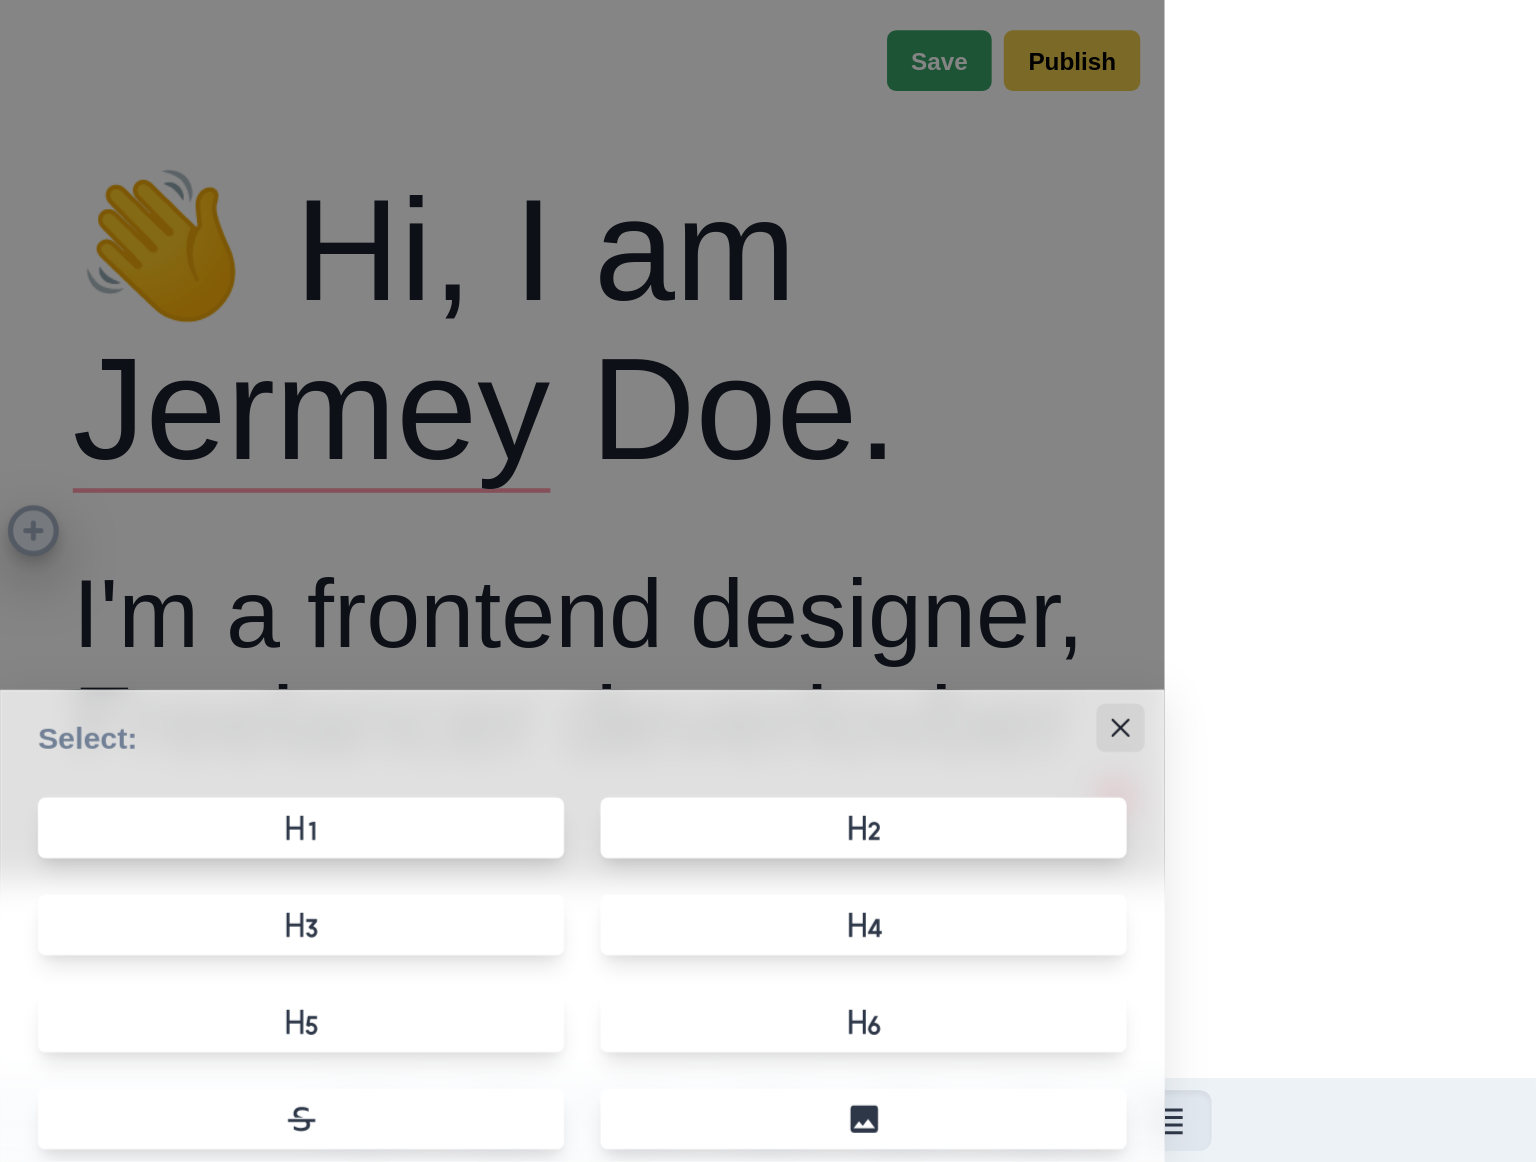 Save Publish
👋 Hi, I am
Jermey Doe.
I'm a frontend designer,
Select:
H1 H2
H3 H4
H5 H6